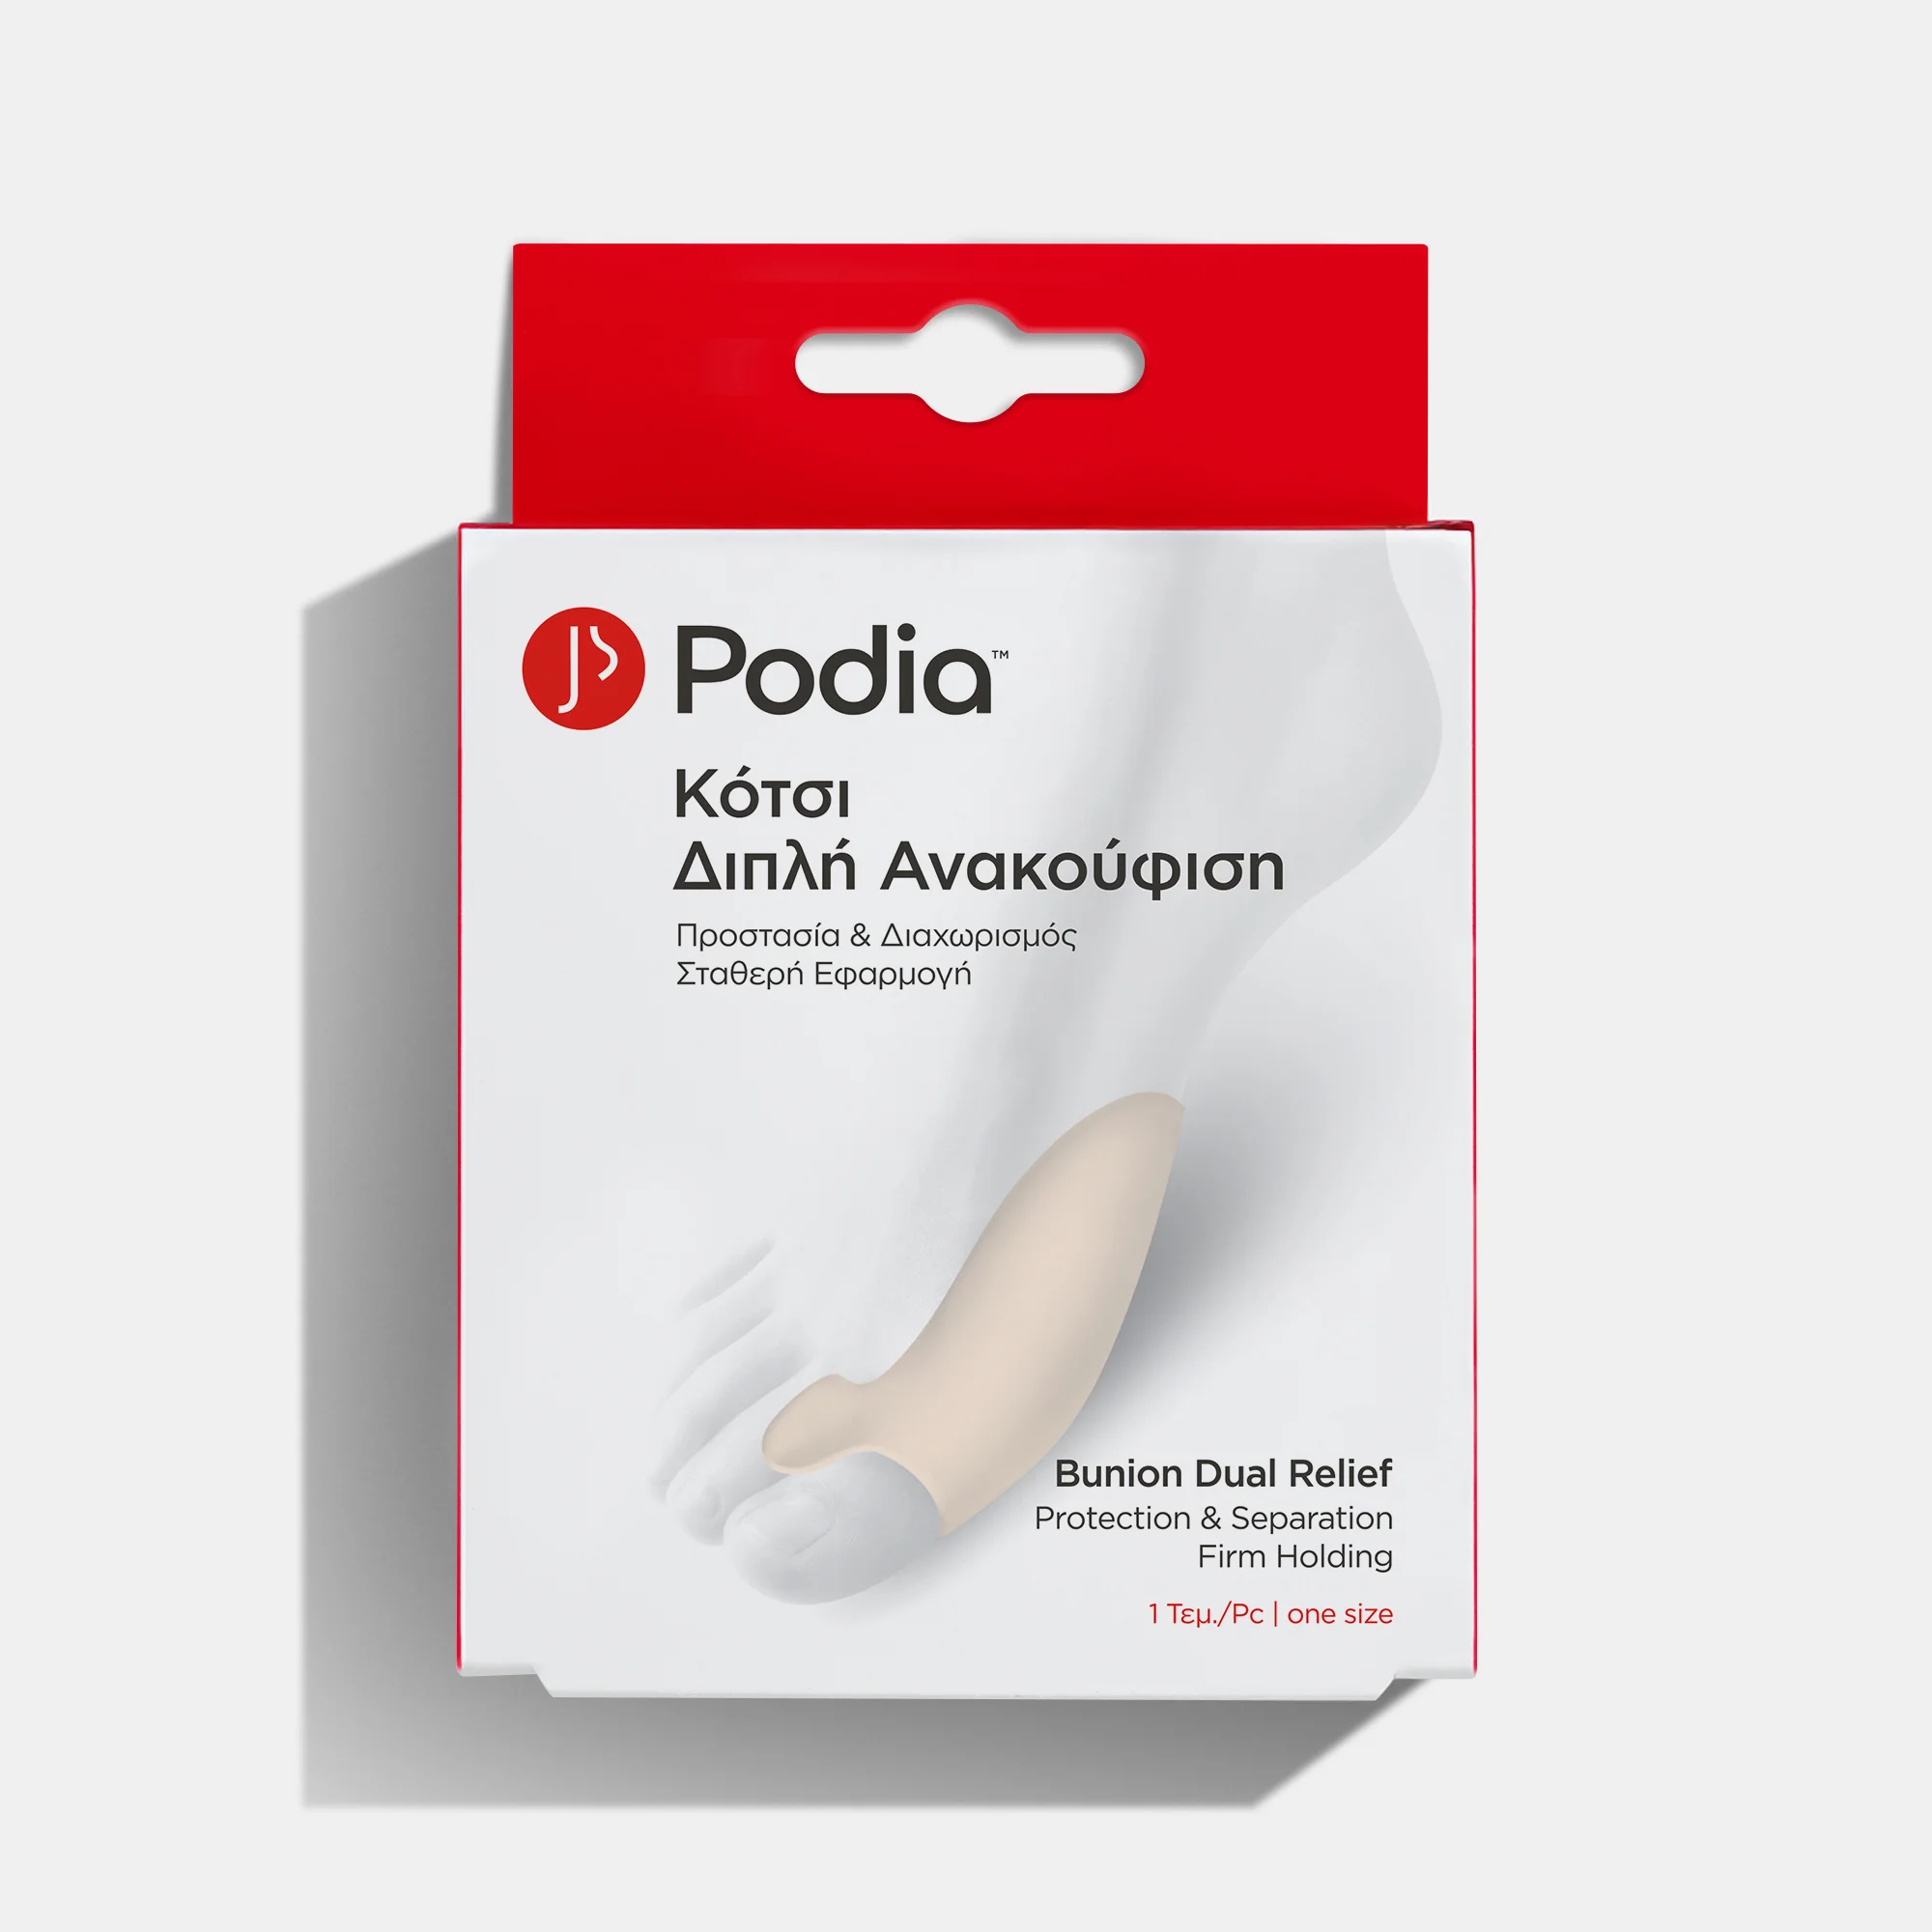 Podia™
Κότσι
Διπλή Ανακούφιση
Προστασία & Διαχωρισμός
Σταθερή Εφαρμογή
Bunion Dual Relief
Protection & Separation
Firm Holding
1 Τεμ./Pc | one size